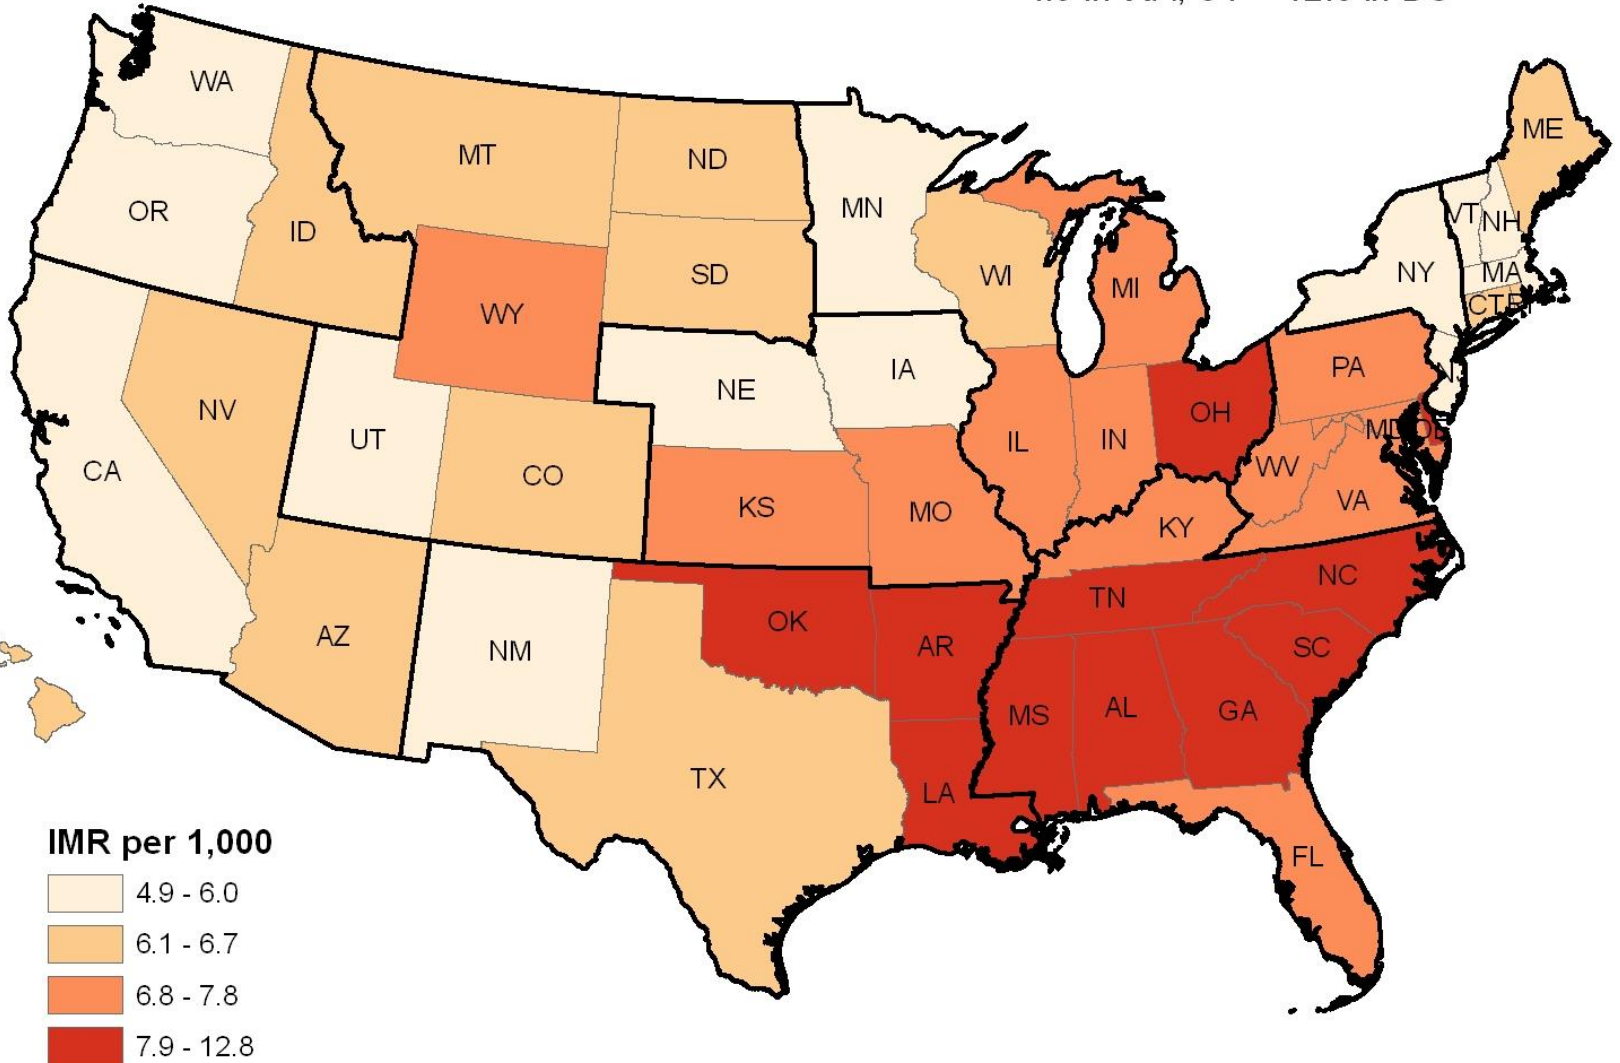 WA
MT
ND
ME
OR
ID
MN
VT
NH
SD
WI
NY
MA
MI
CT
WY
PA
IA
NE
NV
OH
UT
IL
IN
MD
CO
CA
WV
KS
MO
VA
KY
NC
TN
OK
AZ
AR
NM
SC
MS
AL
GA
TX
LA
FL
IMR per 1,000
4.9 - 6.0
6.1 - 6.7
6.8 - 7.8
7.9 - 12.8